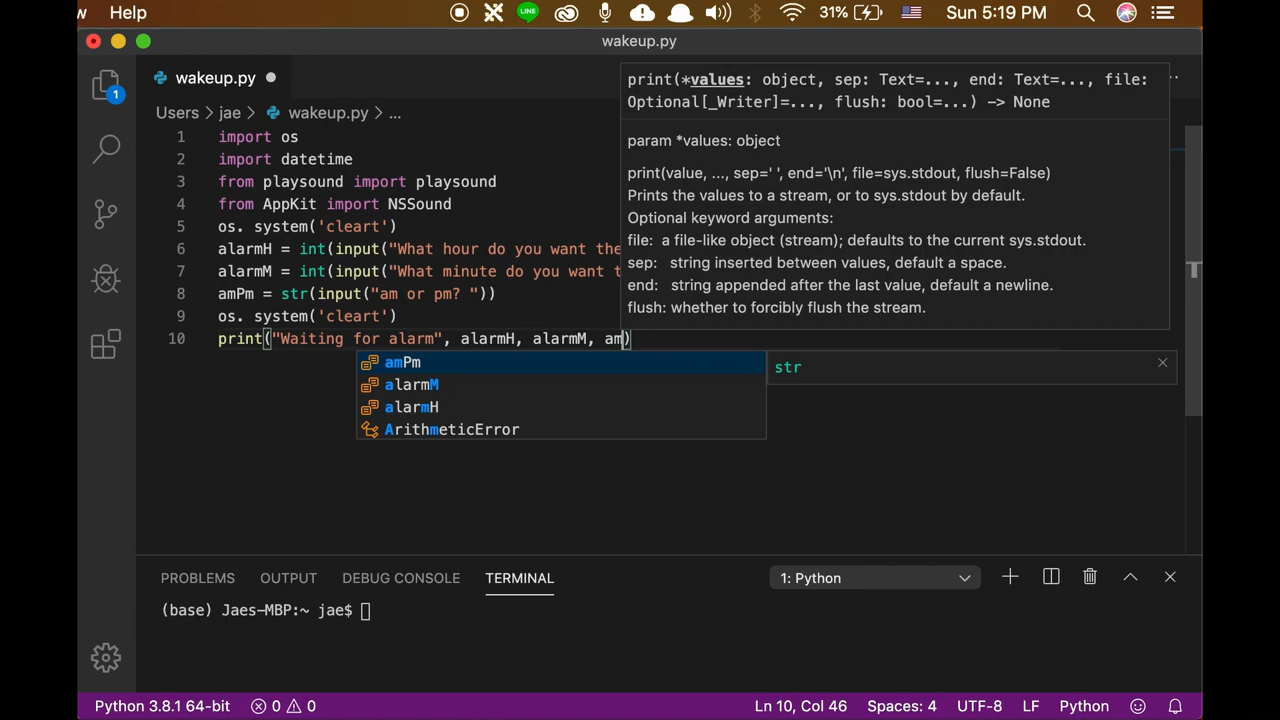 w Help 31% Sun 5:19 PM
wakeup.py
wakeup.py
Users > jae > wakeup.py > ...
1 import os
2 import datetime
3 from playsound import playsound
4 from AppKit import NSSound
5 os. system('cleart')
6 alarmH = int(input("What hour do you want the
7 alarmM = int(input("What minute do you want t
8 amPm = str(input("am or pm? "))
9 os. system('cleart')
10 print("Waiting for alarm", alarmH, alarmM, am)
print(*values: object, sep: Text=..., end: Text=..., file:
Optional[_Writer]=..., flush: bool=...) -> None
param *values: object
print(value, ..., sep=' ', end='\n', file=sys.stdout, flush=False)
Prints the values to a stream, or to sys.stdout by default.
Optional keyword arguments:
file: a file-like object (stream); defaults to the current sys.stdout.
sep: string inserted between values, default a space.
end: string appended after the last value, default a newline.
flush: whether to forcibly flush the stream.
amPm
alarmM
alarmH
ArithmeticError
str
1
LINE
PROBLEMS OUTPUT DEBUG CONSOLE TERMINAL 1: Python
(base) Jaes-MBP:~ jae$
Python 3.8.1 64-bit 0 0 Ln 10, Col 46 Spaces: 4 UTF-8 LF Python